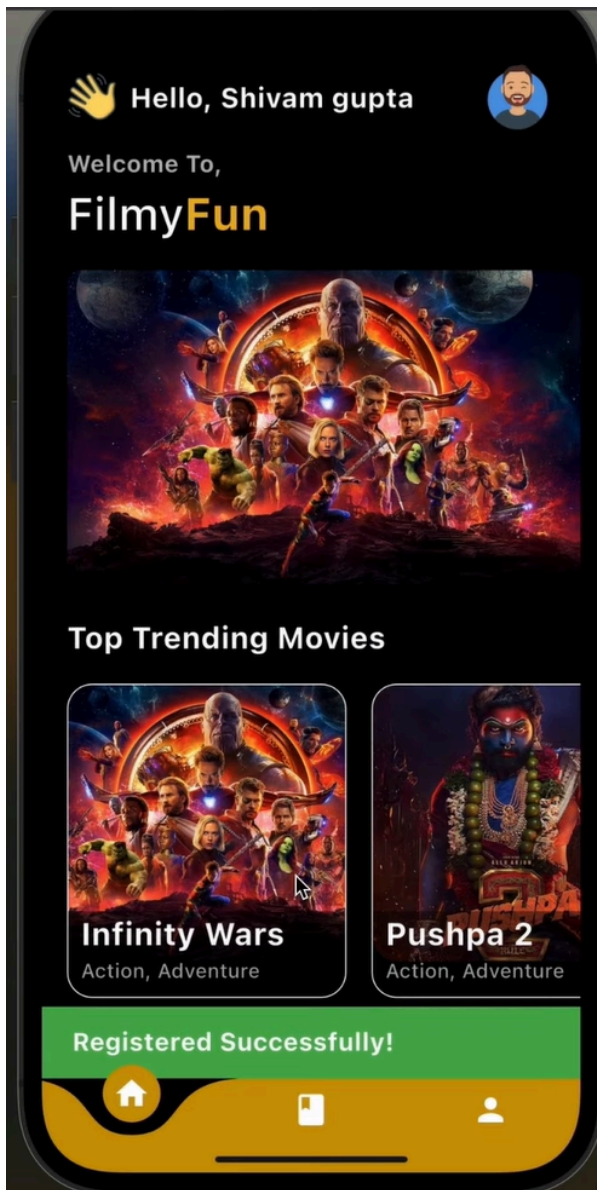 Hello, Shivam gupta
Welcome To,
FilmyFun
Top Trending Movies
Infinity Wars
Action, Adventure
PUSHPA
Pushpa 2
Action, Adventure
Registered Successfully!